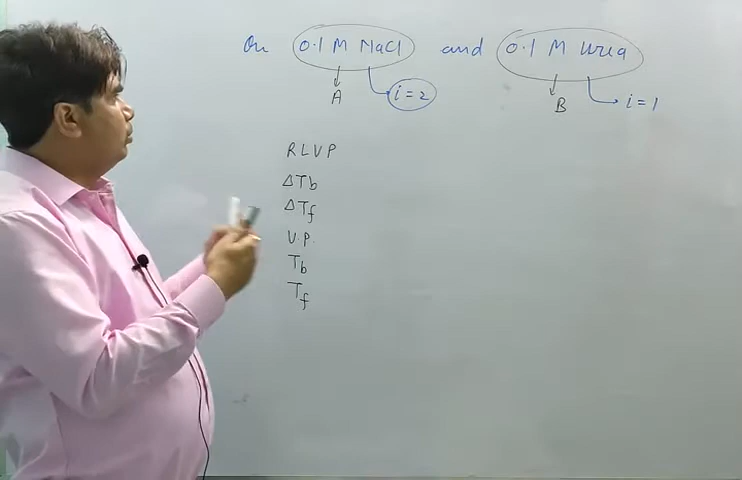 On 0.1 M NaCl and 0.1 M Urea
A i = 2 B i = 1
RLVP
ΔTb
ΔTf
V.P.
Tb
Tf